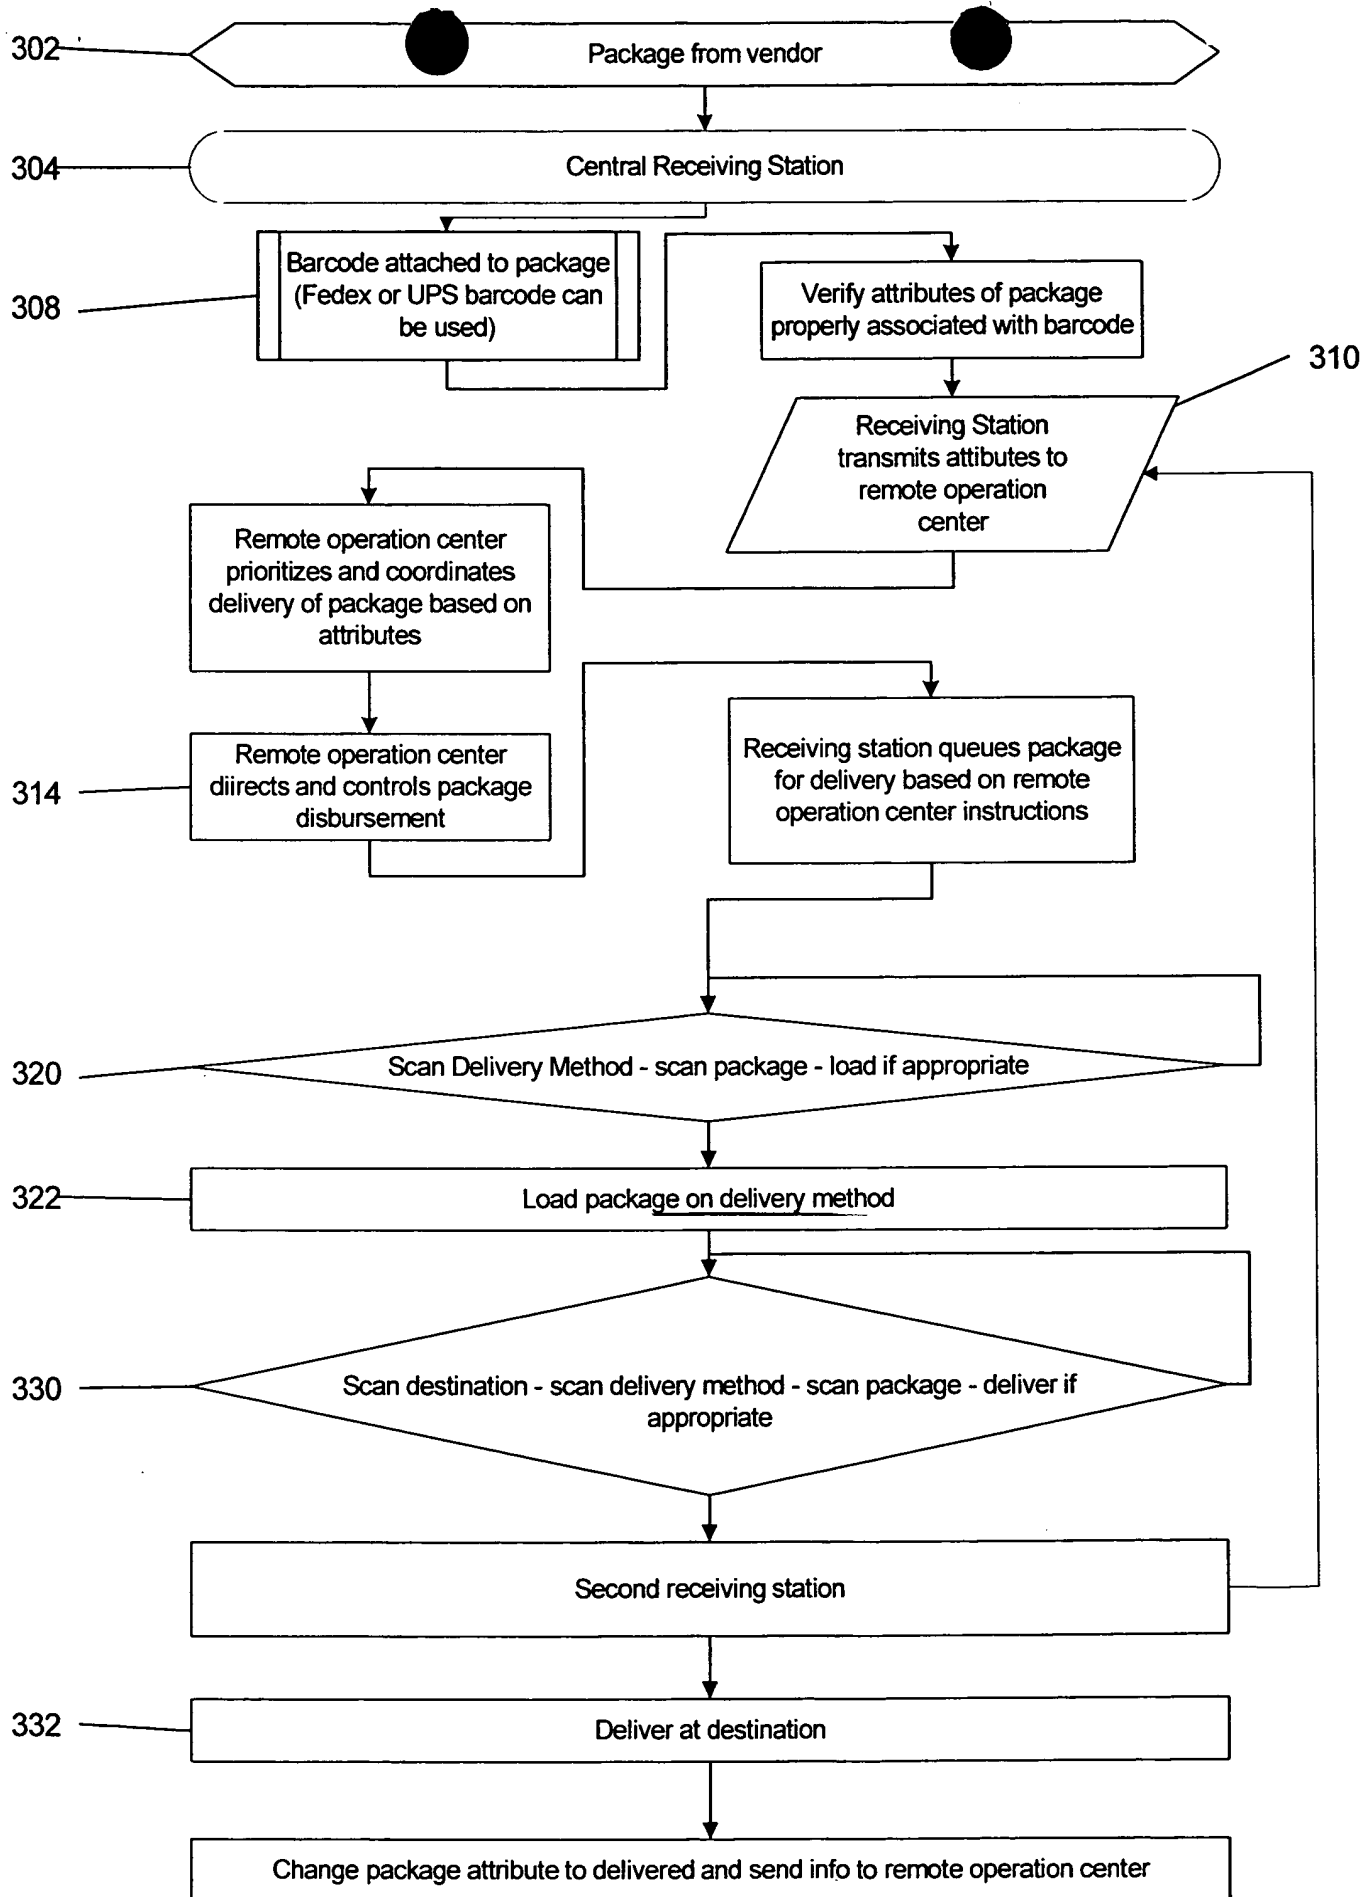 302
Package from vendor
304
Central Receiving Station
308
Barcode attached to package
(Fedex or UPS barcode can
be used)
Verify attributes of package
properly associated with barcode
310
Receiving Station
transmits attibutes to
remote operation
center
Remote operation center
prioritizes and coordinates
delivery of package based on
attributes
314
Remote operation center
diirects and controls package
disbursement
Receiving station queues package
for delivery based on remote
operation center instructions
320
Scan Delivery Method - scan package - load if appropriate
322
Load package on delivery method
330
Scan destination - scan delivery method - scan package - deliver if
appropriate
Second receiving station
332
Deliver at destination
Change package attribute to delivered and send info to remote operation center